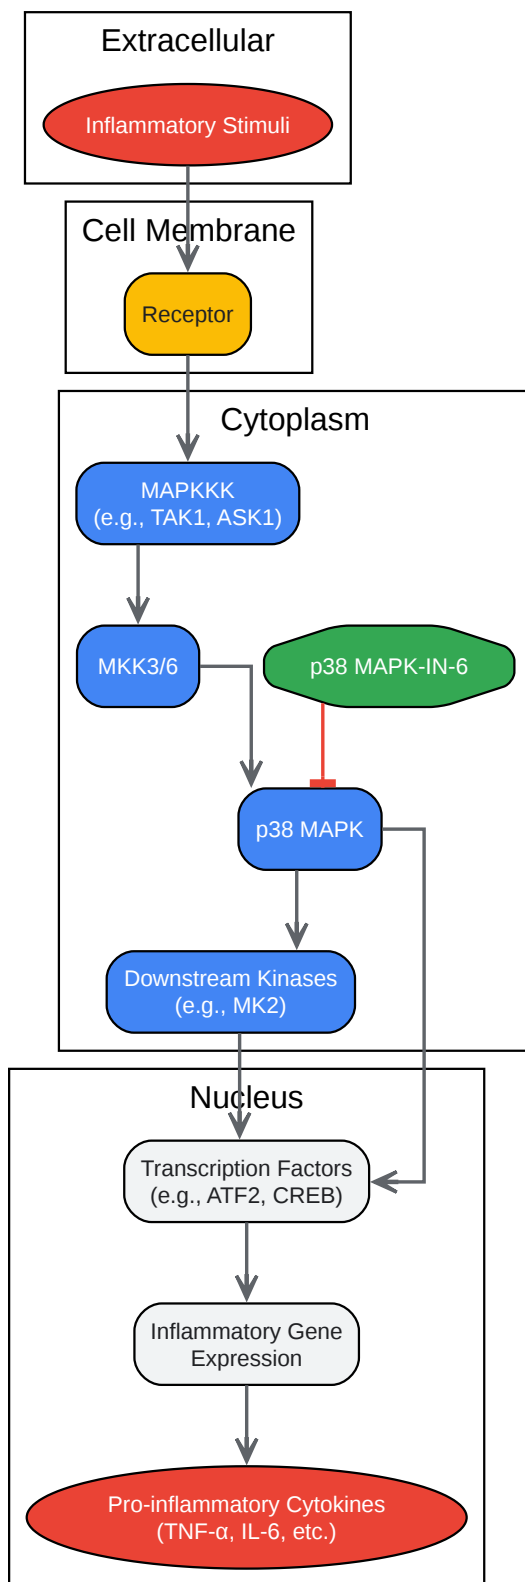 Extracellular
Inflammatory Stimuli
Cell Membrane
Receptor
Cytoplasm
MAPKKK
(e.g., TAK1, ASK1)
MKK3/6
p38 MAPK-IN-6
p38 MAPK
Downstream Kinases
(e.g., MK2)
Nucleus
Transcription Factors
(e.g., ATF2, CREB)
Inflammatory Gene
Expression
Pro-inflammatory Cytokines
(TNF-α, IL-6, etc.)